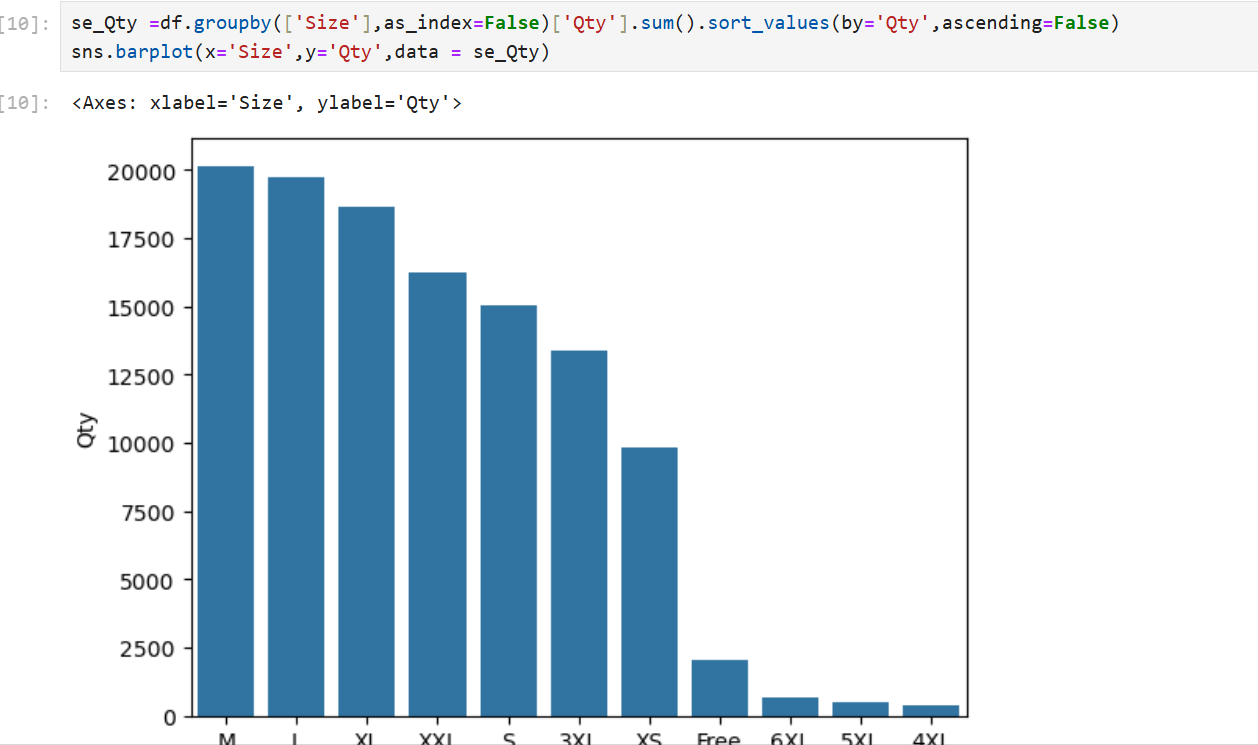 [10]: se_Qty =df.groupby(['Size'],as_index=False)['Qty'].sum().sort_values(by='Qty',ascending=False)
sns.barplot(x='Size',y='Qty',data = se_Qty)
[10]: <Axes: xlabel='Size', ylabel='Qty'>
20000
17500
15000
12500
10000
7500
5000
2500
0
Qty
M L XL XXL S 3XL XS Free 6XL 5XL 4XL